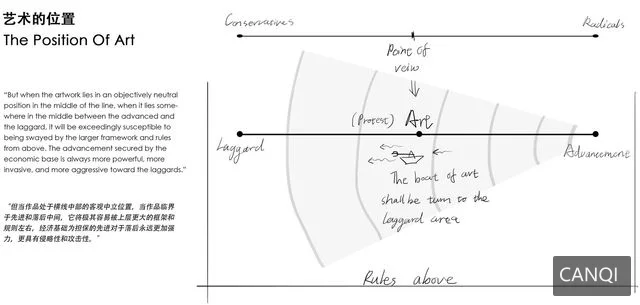 艺术的位置
The Position Of Art
"But when the artwork lies in an objectively neutral
position in the middle of the line, when it lies some-
where in the middle between the advanced and
the laggard, it will be exceedingly susceptible to
being swayed by the larger framework and rules
from above. The advancement secured by the
economic base is always more powerful, more
invasive, and more aggressive toward the laggards."
"但当作品处于横线中部的客观中立位置，当作品临界
于先进和落后中间，它将极其容易被上层更大的框架和
规则左右。经济基础为担保的先进对于落后永远更加强
力，更具有侵略性和攻击性。"
Conservatives
Radicals
Point of
veiw
(Protest) Art
Laggard
Advancement
The boat of art
shall be turn to the
laggard area
Rules above
CANQI